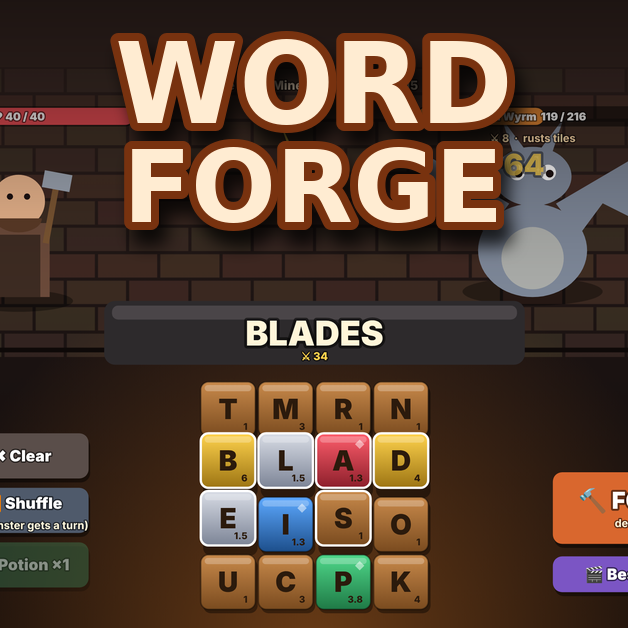 WORD
FORGE
40 / 40
Wyrm 119 / 216
⚔ 8 · rusts tiles
64
BLADES
⚔ 34
T 1 M 3 R 1 N 1
B 6 L 1.5 A 1.3 D 4
E 1.5 I 1.3 S 1 O 1
U 1 C 3 P 3.8 K 4
Clear
Shuffle
turn)
Potion ×1